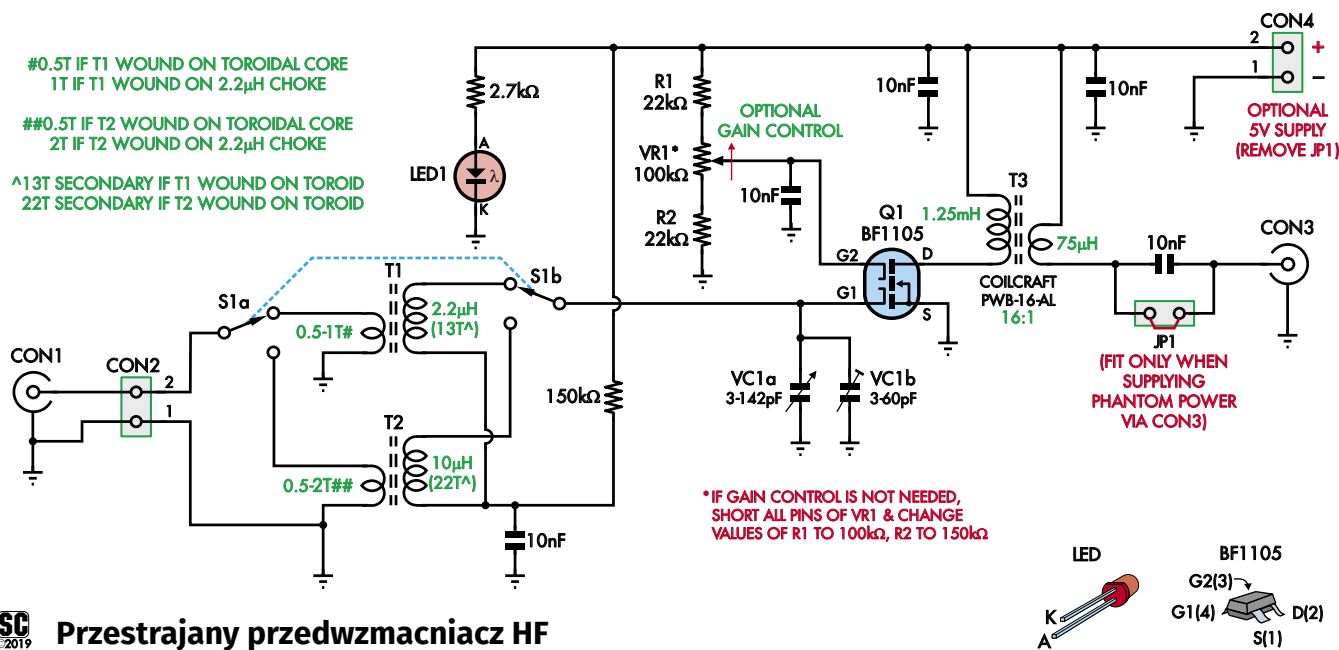 #0.5T IF T1 WOUND ON TOROIDAL CORE
1T IF T1 WOUND ON 2.2µH CHOKE
##0.5T IF T2 WOUND ON TOROIDAL CORE
2T IF T2 WOUND ON 2.2µH CHOKE
^13T SECONDARY IF T1 WOUND ON TOROID
22T SECONDARY IF T2 WOUND ON TOROID
2.7kΩ
LED1
A
λ
K
R1
22kΩ
OPTIONAL
GAIN CONTROL
VR1*
100kΩ
R2
22kΩ
10nF
10nF
10nF
CON4
2
+
1
–
OPTIONAL
5V SUPPLY
(REMOVE JP1)
Q1
BF1105
G2
D
G1
S
T3
1.25mH
75µH
COILCRAFT
PWB-16-AL
16:1
10nF
CON3
JP1
(FIT ONLY WHEN
SUPPLYING
PHANTOM POWER
VIA CON3)
S1a
S1b
T1
0.5-1T#
2.2µH
(13T^)
CON1
CON2
2
1
T2
0.5-2T##
10µH
(22T^)
150kΩ
10nF
VC1a
3-142pF
VC1b
3-60pF
*IF GAIN CONTROL IS NOT NEEDED,
SHORT ALL PINS OF VR1 & CHANGE
VALUES OF R1 TO 100kΩ, R2 TO 150kΩ
LED
K
A
BF1105
G2(3)
G1(4)
D(2)
S(1)
SC
©2019
Przestrajany przedwzmacniacz HF